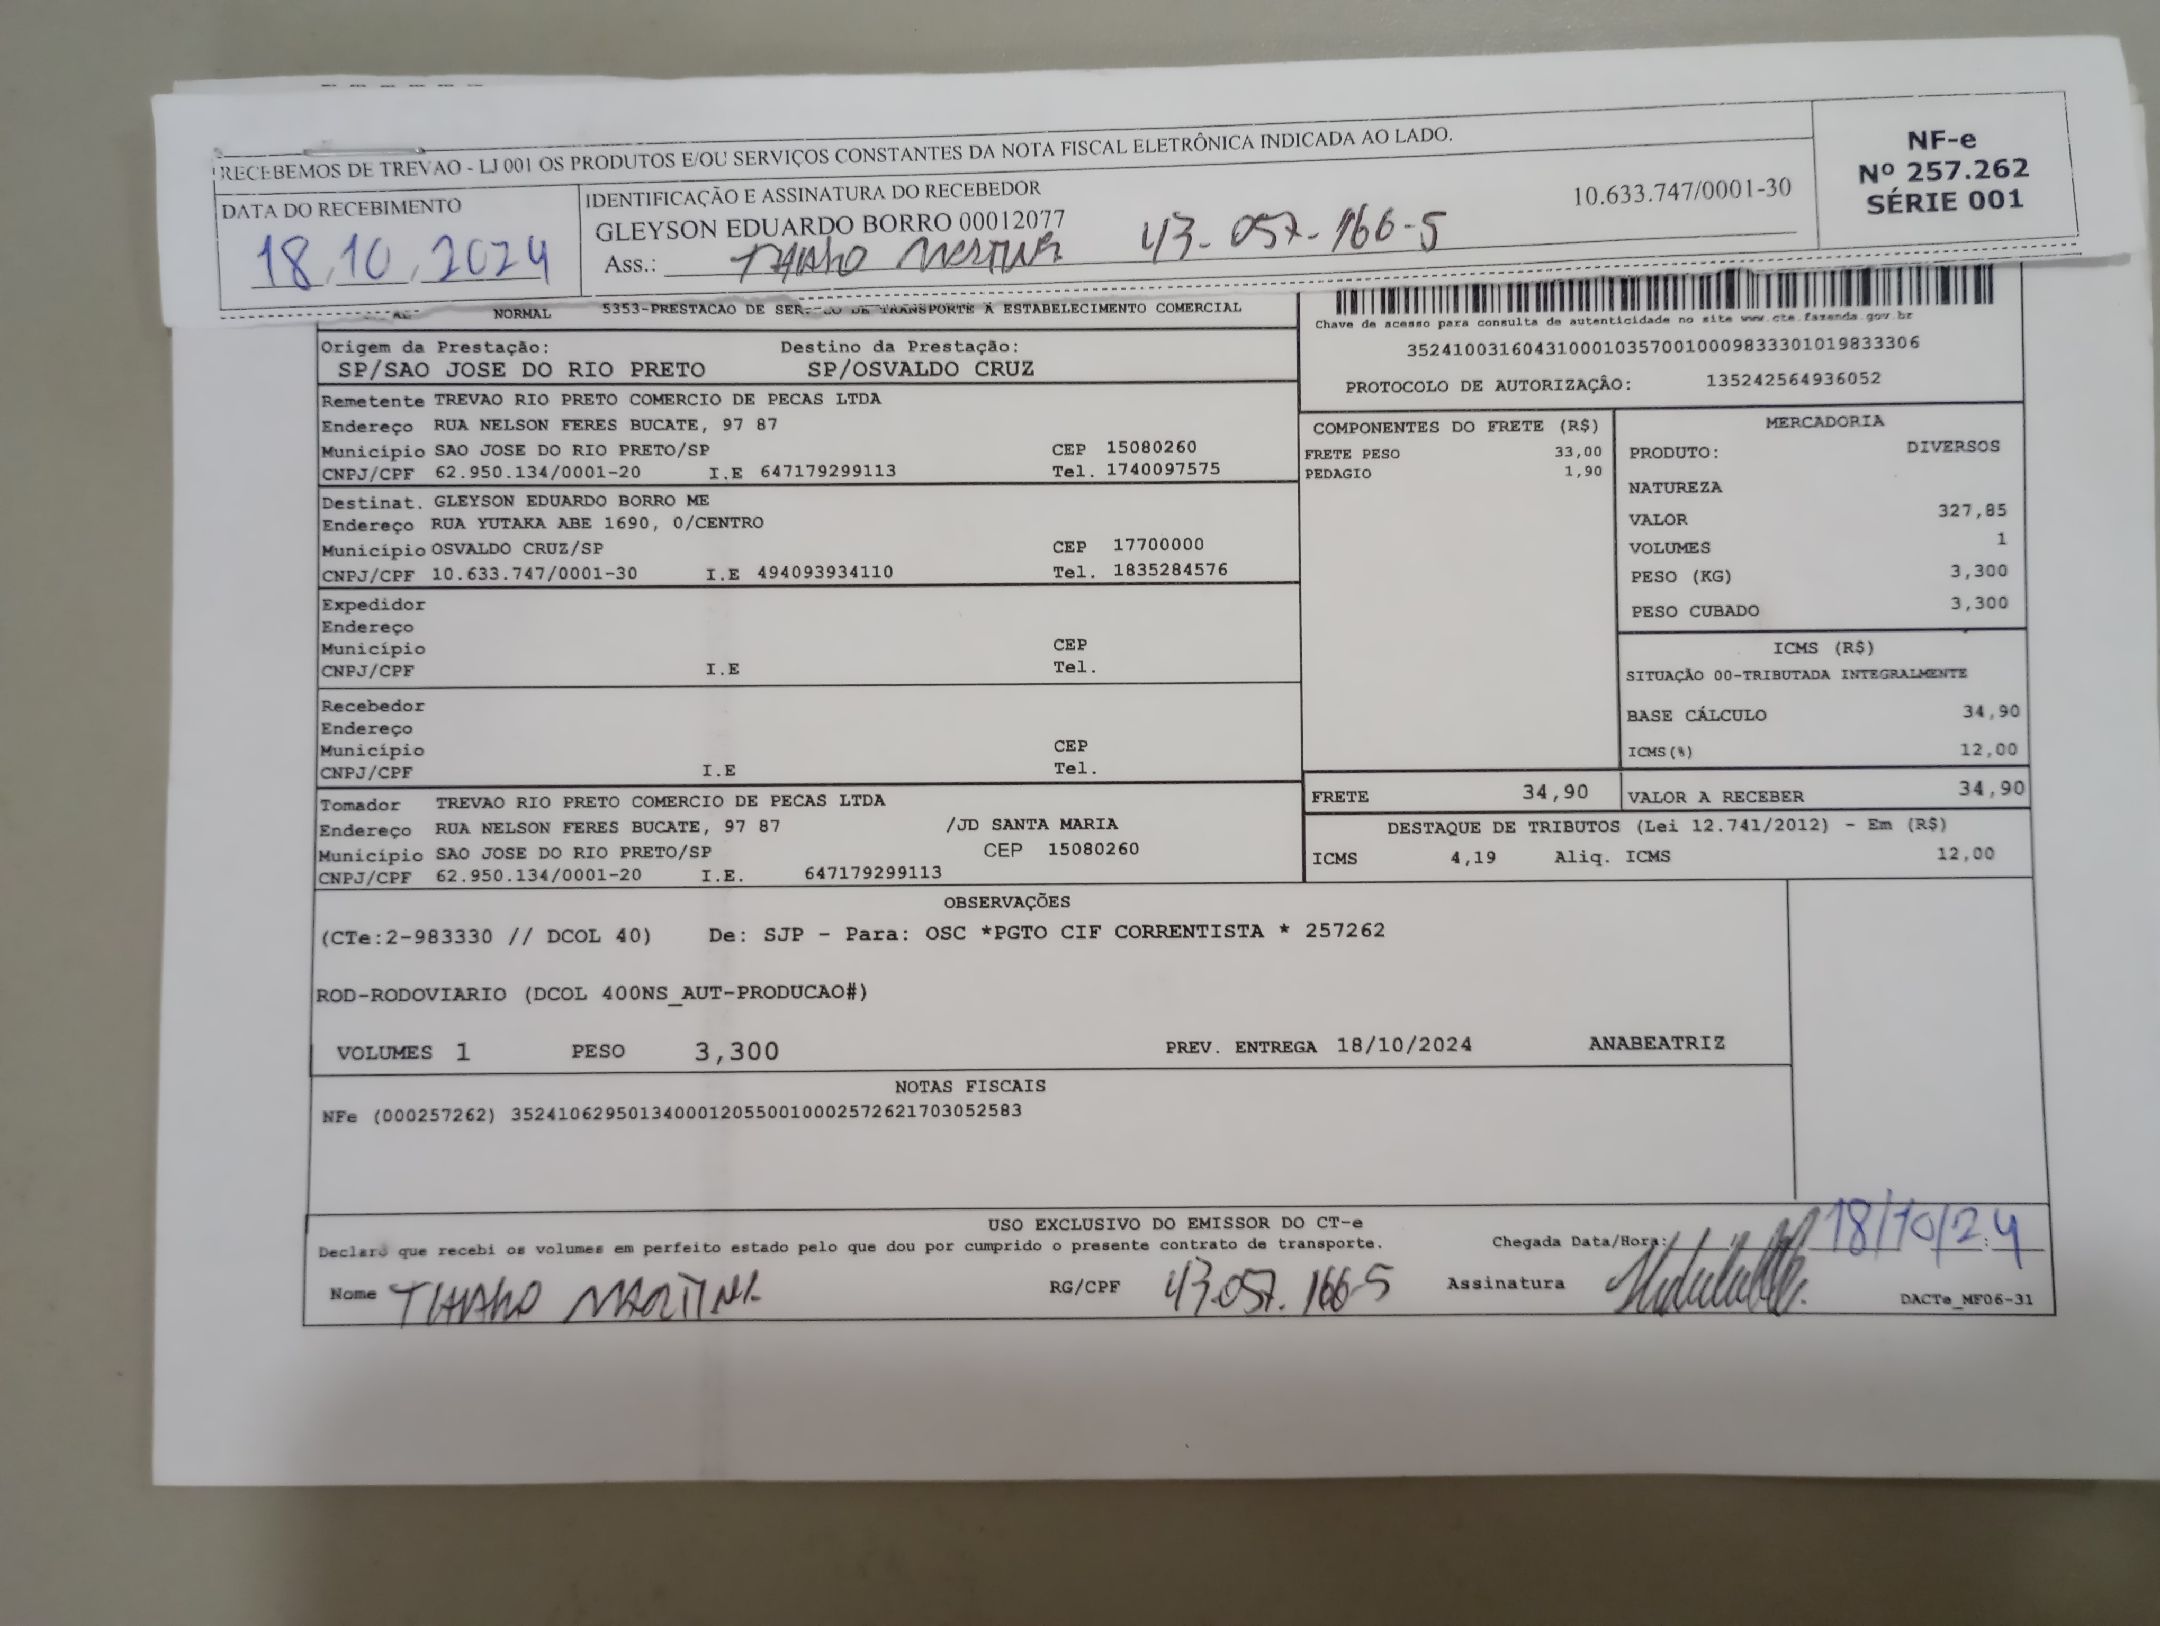 RECEBEMOS DE TREVAO - LJ 001 OS PRODUTOS E/OU SERVIÇOS CONSTANTES DA NOTA FISCAL ELETRÔNICA INDICADA AO LADO.
NF-e
Nº 257.262
SÉRIE 001
DATA DO RECEBIMENTO
18,10,2024
IDENTIFICAÇÃO E ASSINATURA DO RECEBEDOR
GLEYSON EDUARDO BORRO 00012077
10.633.747/0001-30
Ass.: 43-057-166-5
NORMAL 5353-PRESTACAO DE TRANSPORTE A ESTABELECIMENTO COMERCIAL
Chave de acesso para consulta de autenticidade no site www.cte.fazenda.gov.br
35241003160431000103570010009833301019833306
PROTOCOLO DE AUTORIZAÇÂO: 135242564936052
Origem da Prestação: Destino da Prestação:
SP/SAO JOSE DO RIO PRETO SP/OSVALDO CRUZ
Remetente TREVAO RIO PRETO COMERCIO DE PECAS LTDA
Endereço RUA NELSON FERES BUCATE, 97 87
Município SAO JOSE DO RIO PRETO/SP CEP 15080260
CNPJ/CPF 62.950.134/0001-20 I.E 647179299113 Tel. 1740097575
Destinat. GLEYSON EDUARDO BORRO ME
Endereço RUA YUTAKA ABE 1690, 0/CENTRO
Município OSVALDO CRUZ/SP CEP 17700000
CNPJ/CPF 10.633.747/0001-30 I.E 494093934110 Tel. 1835284576
Expedidor
Endereço
Município CEP
CNPJ/CPF I.E Tel.
Recebedor
Endereço
Município CEP
CNPJ/CPF I.E Tel.
Tomador TREVAO RIO PRETO COMERCIO DE PECAS LTDA
Endereço RUA NELSON FERES BUCATE, 97 87 /JD SANTA MARIA
Município SAO JOSE DO RIO PRETO/SP CEP 15080260
CNPJ/CPF 62.950.134/0001-20 I.E. 647179299113
COMPONENTES DO FRETE (R$)
FRETE PESO 33,00
PEDAGIO 1,90
MERCADORIA
PRODUTO: DIVERSOS
NATUREZA
VALOR 327,85
VOLUMES 1
PESO (KG) 3,300
PESO CUBADO 3,300
ICMS (R$)
SITUAÇÃO 00-TRIBUTADA INTEGRALMENTE
BASE CÁLCULO 34,90
ICMS(%) 12,00
FRETE 34,90 VALOR A RECEBER 34,90
DESTAQUE DE TRIBUTOS (Lei 12.741/2012) - Em (R$)
ICMS 4,19 Aliq. ICMS 12,00
OBSERVAÇÕES
(CTe:2-983330 // DCOL 40) De: SJP - Para: OSC *PGTO CIF CORRENTISTA * 257262
ROD-RODOVIARIO (DCOL 400NS_AUT-PRODUCAO#)
VOLUMES 1 PESO 3,300 PREV. ENTREGA 18/10/2024 ANABEATRIZ
NOTAS FISCAIS
NFe (000257262) 35241062950134000120550010002572621703052583
USO EXCLUSIVO DO EMISSOR DO CT-e
Declaro que recebi os volumes em perfeito estado pelo que dou por cumprido o presente contrato de transporte.
Chegada Data/Hora: 18/10/24
Nome RG/CPF 43.057.166-5 Assinatura
DACTe_MF06-31